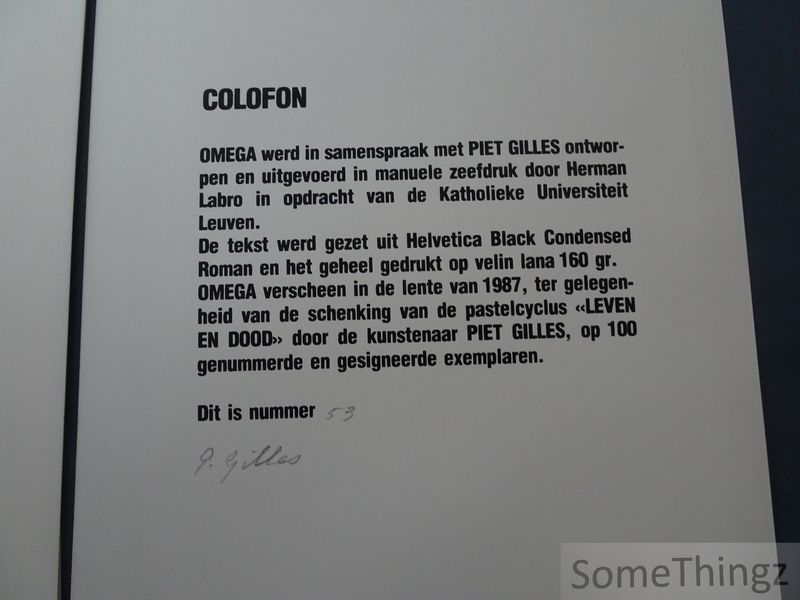 COLOFON
OMEGA werd in samenspraak met PIET GILLES ontwor-
pen en uitgevoerd in manuele zeefdruk door Herman
Labro in opdracht van de Katholieke Universiteit
Leuven.
De tekst werd gezet uit Helvetica Black Condensed
Roman en het geheel gedrukt op velin lana 160 gr.
OMEGA verscheen in de lente van 1987, ter gelegen-
heid van de schenking van de pastelcyclus «LEVEN
EN DOOD» door de kunstenaar PIET GILLES, op 100
genummerde en gesigneerde exemplaren.
Dit is nummer 53
P. Gilles
SomeThingz